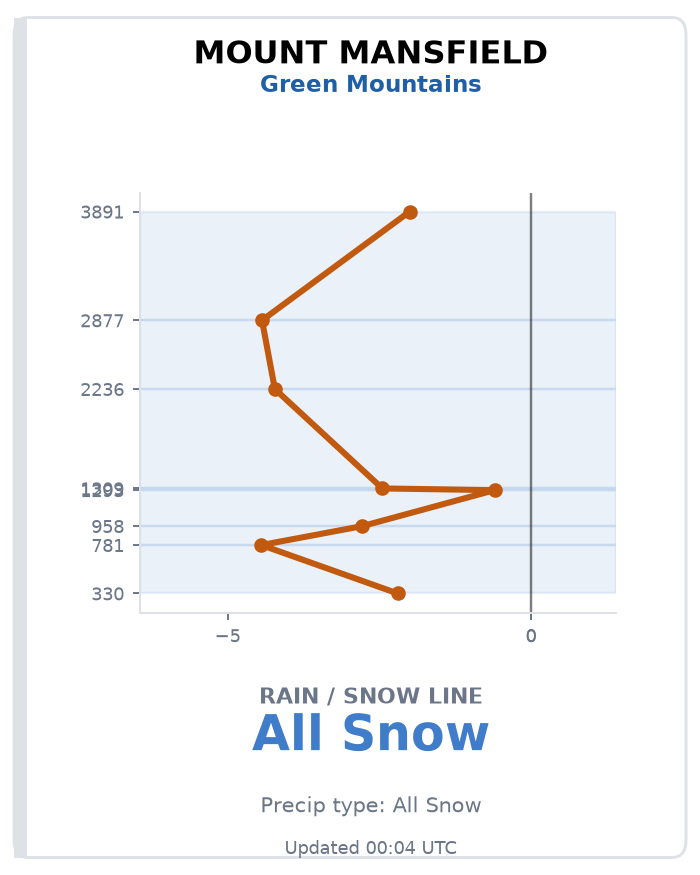 MOUNT MANSFIELD
Green Mountains
3891
2877
2236
958
781
330
−5 0
RAIN / SNOW LINE
All Snow
Precip type: All Snow
Updated 00:04 UTC